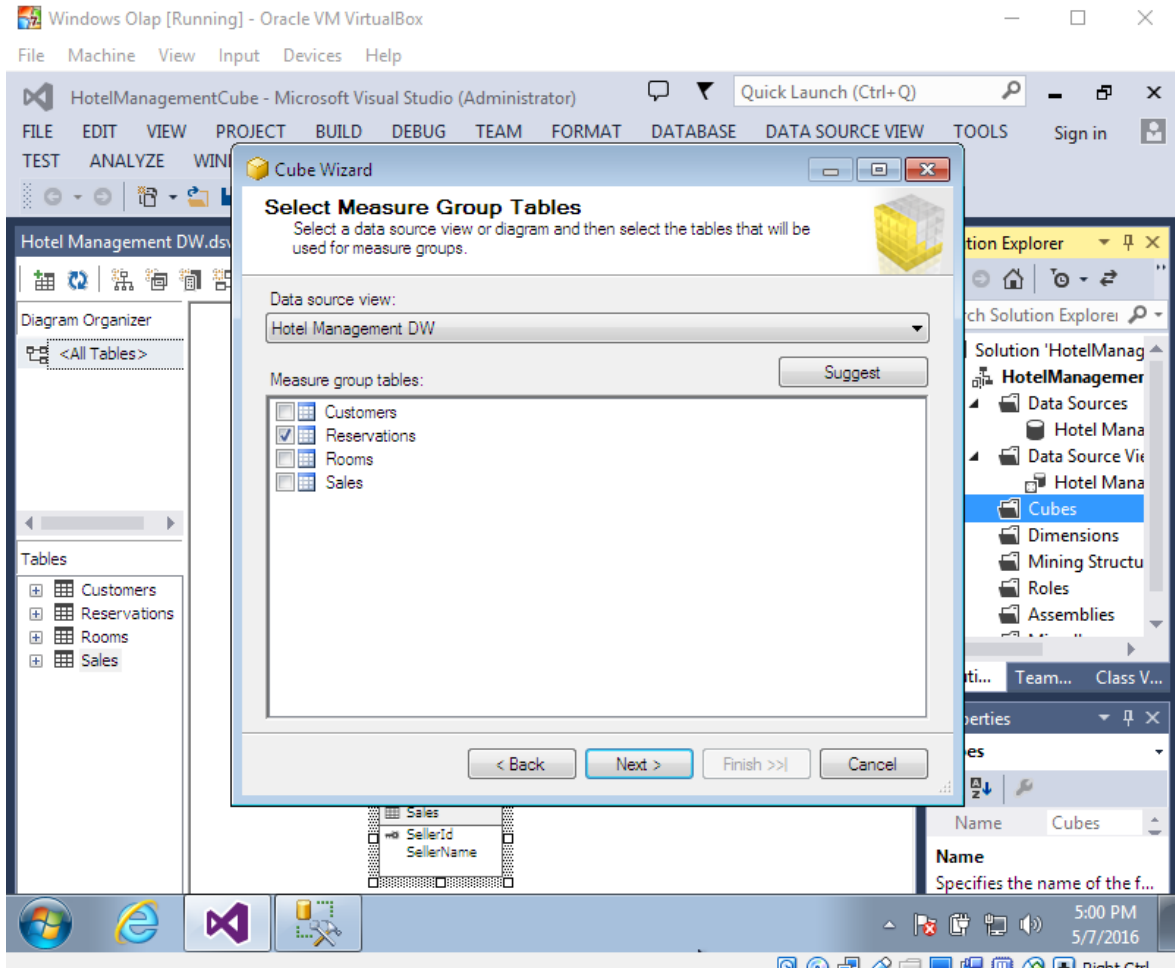 Windows Olap [Running] - Oracle VM VirtualBox
File Machine View Input Devices Help
HotelManagementCube - Microsoft Visual Studio (Administrator)
Quick Launch (Ctrl+Q)
FILE EDIT VIEW PROJECT BUILD DEBUG TEAM FORMAT DATABASE DATA SOURCE VIEW TOOLS Sign in
TEST ANALYZE WIN
Cube Wizard
Select Measure Group Tables
Select a data source view or diagram and then select the tables that will be
used for measure groups.
Data source view:
Hotel Management DW
Suggest
Measure group tables:
Customers
Reservations
Rooms
Sales
< Back
Next >
Finish >>|
Cancel
Hotel Management DW.dsv
Diagram Organizer
<All Tables>
Tables
Customers
Reservations
Rooms
Sales
Sales
SellerId
SellerName
tion Explorer
rch Solution Explorer
Solution 'HotelManag
HotelManagemer
Data Sources
Hotel Mana
Data Source Vie
Hotel Mana
Cubes
Dimensions
Mining Structu
Roles
Assemblies
uti... Team... Class V...
perties
es
Name Cubes
Name
Specifies the name of the f...
5:00 PM
5/7/2016
Right Ctrl